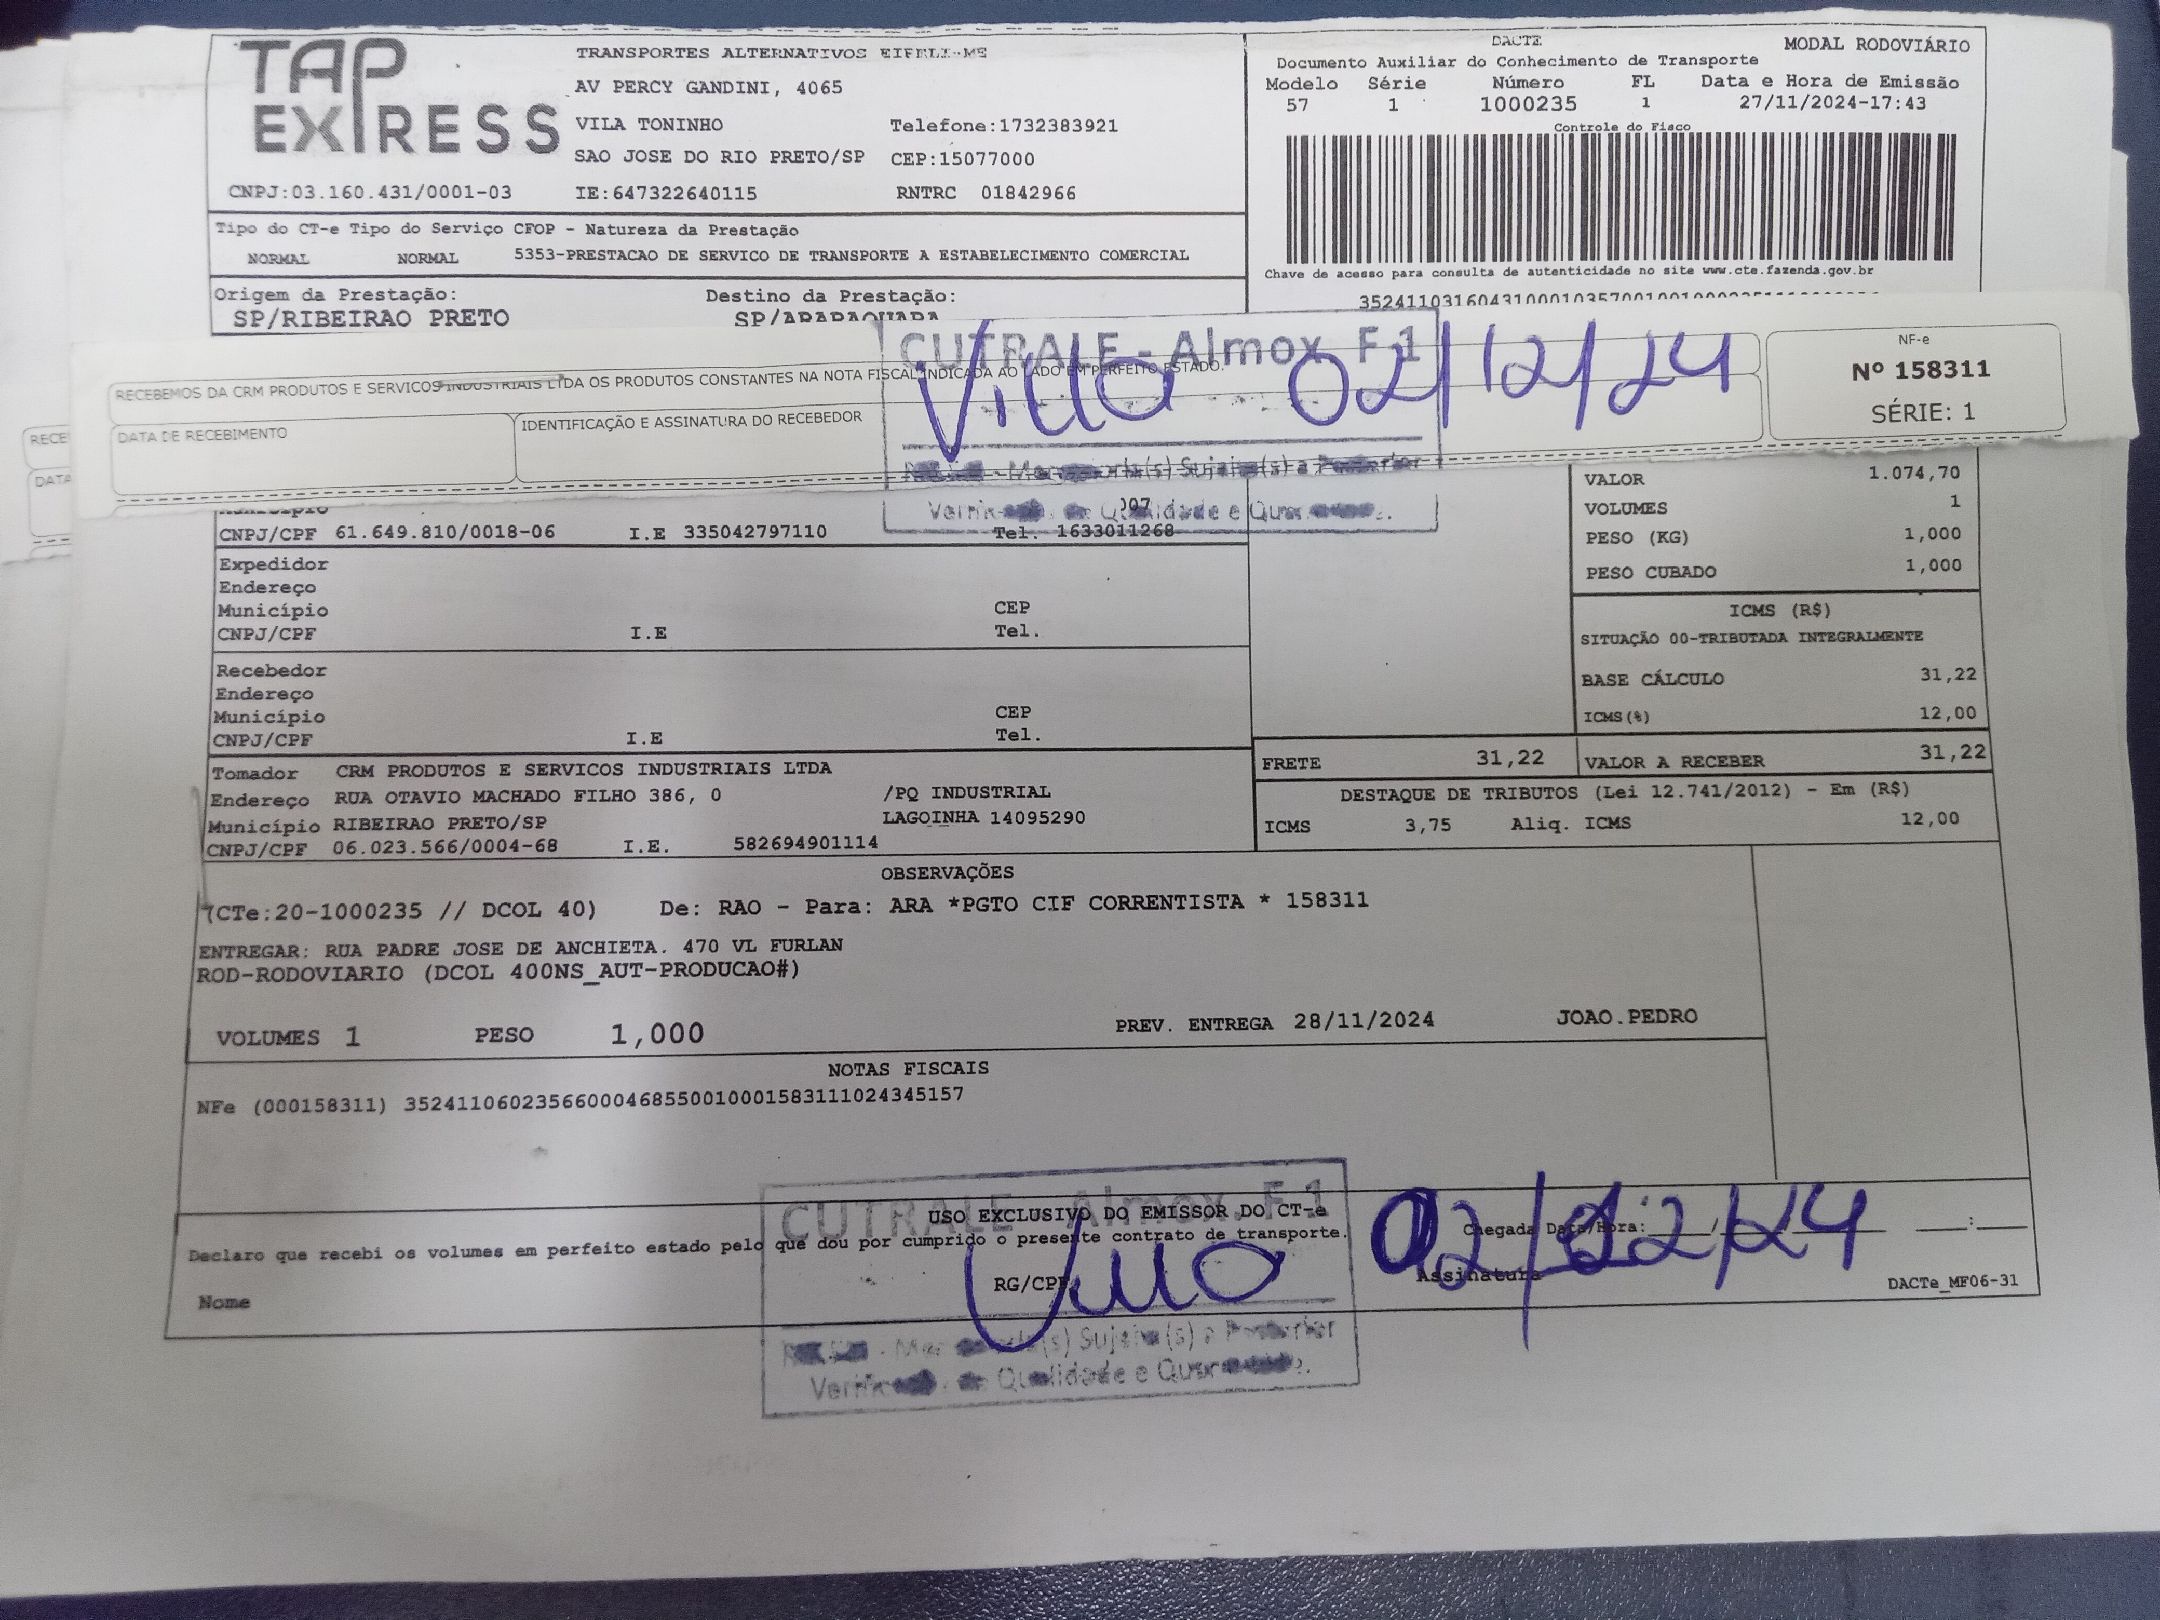 TAP
EXPRESS
TRANSPORTES ALTERNATIVOS EIRELI-ME
AV PERCY GANDINI, 4065
VILA TONINHO Telefone:1732383921
SAO JOSE DO RIO PRETO/SP CEP:15077000
CNPJ:03.160.431/0001-03 IE:647322640115 RNTRC 01842966
DACTE MODAL RODOVIÁRIO
Documento Auxiliar do Conhecimento de Transporte
Modelo Série Número FL Data e Hora de Emissão
57 1 1000235 1 27/11/2024-17:43
Controle do Fisco
Chave de acesso para consulta de autenticidade no site www.cte.fazenda.gov.br
Tipo do CT-e Tipo do Serviço CFOP - Natureza da Prestação
NORMAL NORMAL 5353-PRESTACAO DE SERVICO DE TRANSPORTE A ESTABELECIMENTO COMERCIAL
Origem da Prestação: Destino da Prestação:
SP/RIBEIRAO PRETO SP/ARARAQUARA
CUTRALE - Almox. F.1
02/12/24
RECEBEMOS DA CRM PRODUTOS E SERVICOS INDUSTRIAIS LTDA OS PRODUTOS CONSTANTES NA NOTA FISCAL INDICADA AO LADO EM PERFEITO ESTADO.
DATA DE RECEBIMENTO IDENTIFICAÇÃO E ASSINATURA DO RECEBEDOR
NF-e
Nº 158311
SÉRIE: 1
RECE
DATA
(s) Sujeita(s) a Posterior
Qualidade e
Município
CNPJ/CPF 61.649.810/0018-06 I.E 335042797110 Tel. 1633011268
Expedidor
Endereço
Município CEP
CNPJ/CPF I.E Tel.
Recebedor
Endereço
Município CEP
CNPJ/CPF I.E Tel.
VALOR 1.074,70
VOLUMES 1
PESO (KG) 1,000
PESO CUBADO 1,000
ICMS (R$)
SITUAÇÃO 00-TRIBUTADA INTEGRALMENTE
BASE CÁLCULO 31,22
ICMS(%) 12,00
FRETE 31,22 VALOR A RECEBER 31,22
DESTAQUE DE TRIBUTOS (Lei 12.741/2012) - Em (R$)
ICMS 3,75 Aliq. ICMS 12,00
Tomador CRM PRODUTOS E SERVICOS INDUSTRIAIS LTDA
Endereço RUA OTAVIO MACHADO FILHO 386, 0 /PQ INDUSTRIAL
Município RIBEIRAO PRETO/SP LAGOINHA 14095290
CNPJ/CPF 06.023.566/0004-68 I.E. 582694901114
OBSERVAÇÕES
(CTe:20-1000235 // DCOL 40) De: RAO - Para: ARA *PGTO CIF CORRENTISTA * 158311
ENTREGAR: RUA PADRE JOSE DE ANCHIETA. 470 VL FURLAN
ROD-RODOVIARIO (DCOL 400NS_AUT-PRODUCAO#)
VOLUMES 1 PESO 1,000 PREV. ENTREGA 28/11/2024 JOAO.PEDRO
NOTAS FISCAIS
NFe (000158311) 35241106023566000468550010001583111024345157
CUTRALE - Almox. F.1
USO EXCLUSIVO DO EMISSOR DO CT-e
Declaro que recebi os volumes em perfeito estado pelo que dou por cumprido o presente contrato de transporte.
Chegada Data/Hora: 02/12/24
Nome RG/CPF Assinatura DACTe_MF06-31
(s) Sujeita(s) a Posterior
Qualidade e